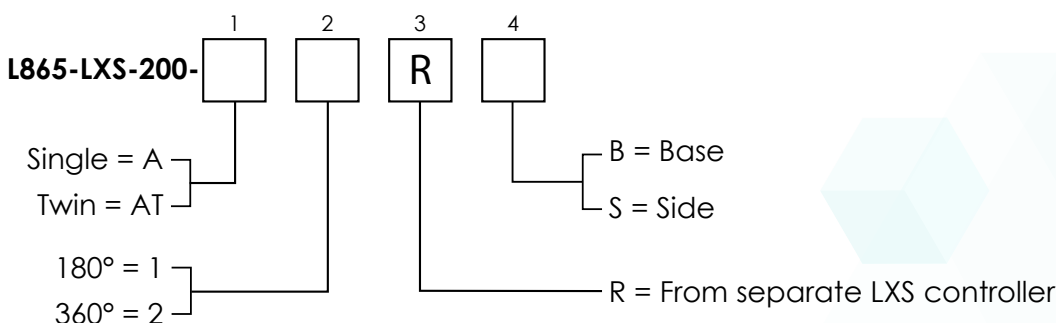 1 2 3 4
L865-LXS-200- R
Single = A
Twin = AT
B = Base
S = Side
180° = 1
360° = 2
R = From separate LXS controller